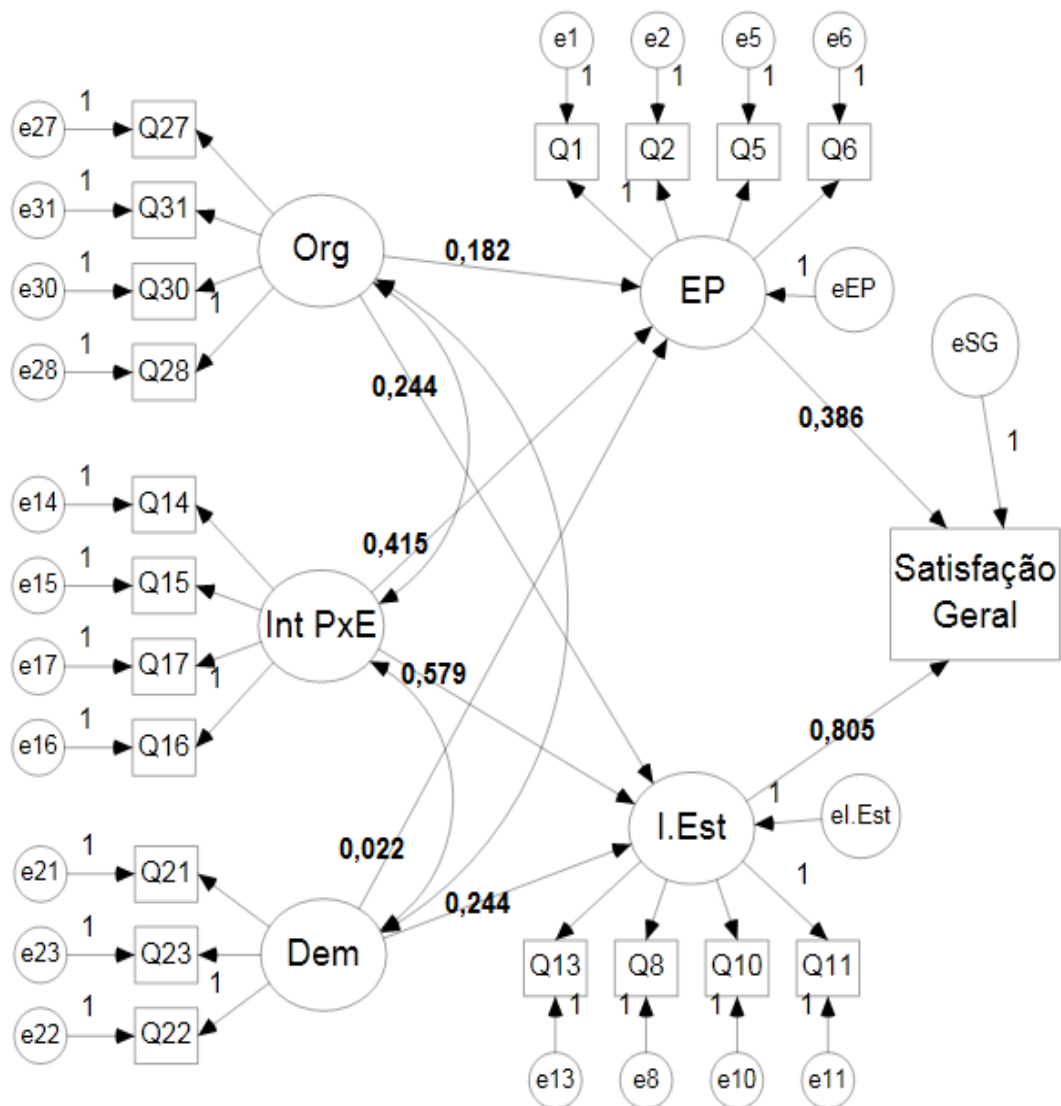 e1
e2
e5
e6
1
1
1
1
Q1
Q2
Q5
Q6
1
e27
1
Q27
e31
1
Q31
e30
1
Q30
1
e28
1
Q28
Org
0,182
EP
1
eEP
eSG
1
0,244
0,386
e14
1
Q14
e15
1
Q15
e17
1
Q17
1
e16
1
Q16
Int PxE
0,415
0,579
Satisfação
Geral
0,805
e21
1
Q21
e23
1
Q23
1
e22
1
Q22
Dem
0,022
0,244
I.Est
1
eI.Est
1
Q13
Q8
Q10
Q11
1
1
1
1
e13
e8
e10
e11